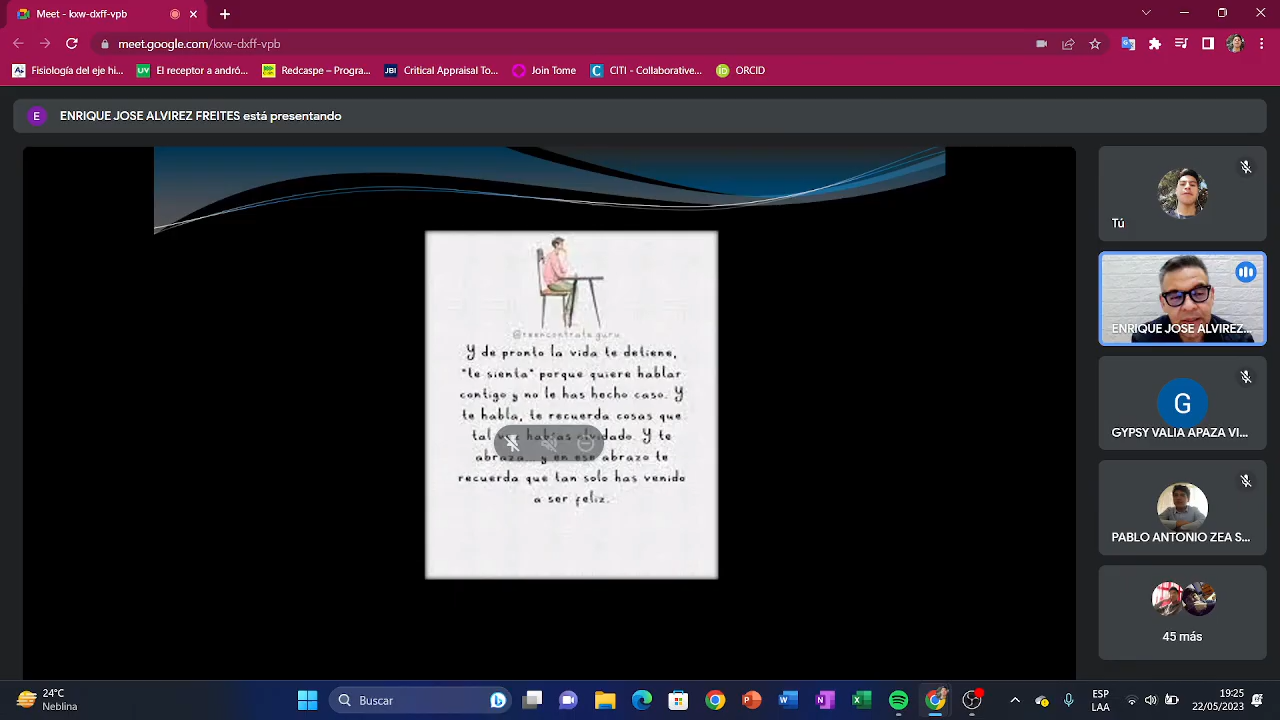 Meet - kxw-dxff-vpb
meet.google.com/kxw-dxff-vpb
Fisiología del eje hi...
UV El receptor a andró...
Redcaspe – Progra...
JBI Critical Appraisal To...
Join Tome
C CITI - Collaborative...
iD ORCID
E ENRIQUE JOSE ALVIREZ FREITES está presentando
@reencontrate.guru
Y de pronto la vida te detiene,
"te sienta" porque quiere hablar
contigo y no le has hecho caso. Y
te habla, te recuerda cosas que
tal vez habías olvidado. Y te
abraza... y en ese abrazo te
recuerda que tan solo has venido
a ser feliz.
Tú
ENRIQUE JOSE ALVIREZ...
G
GYPSY VALIA APAZA VI...
PABLO ANTONIO ZEA S...
45 más
24°C
Neblina
Buscar
ESP
LAA
19:25
22/05/2023